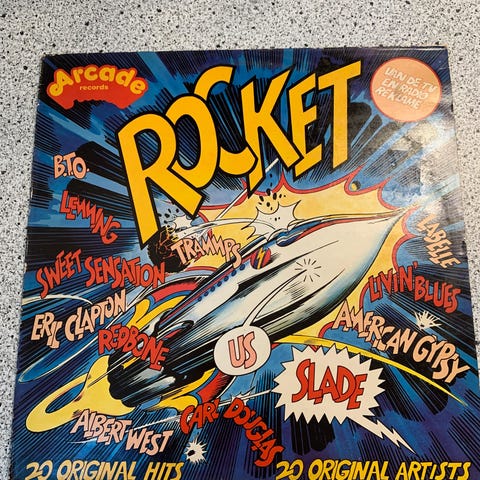 Arcade
records
ROCKET
VAN DE TV
EN RADIO
REKLAME
B.T.O.
LEMMING
TRAMMPS
LABELLE
SWEET SENSATION
LIVIN' BLUES
ERIC CLAPTON
REDBONE
AMERICAN GYPSY
US
SLADE
ALBERT WEST
CARL DOUGLAS
20 ORIGINAL HITS
20 ORIGINAL ARTISTS